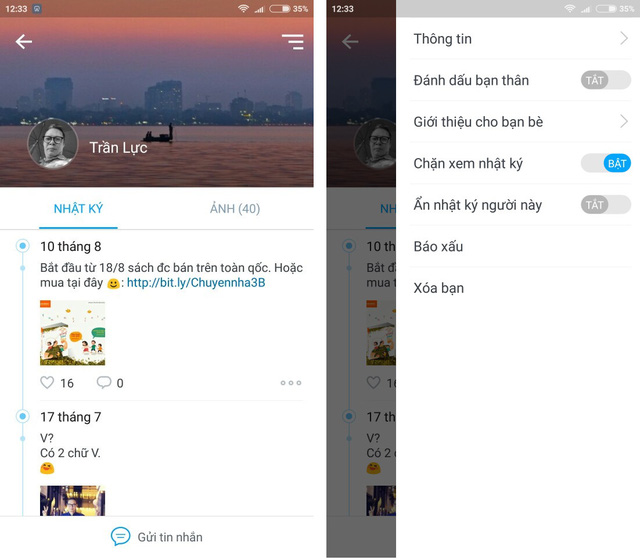 12:33
35%
Trần Lực
NHẬT KÝ
ẢNH (40)
10 tháng 8
Bắt đầu từ 18/8 sách đc bán trên toàn qốc. Hoặc
mua tại đây 😃: http://bit.ly/Chuyennha3B
16
0
17 tháng 7
V?
Có 2 chữ V.
Gửi tin nhắn
12:33
35%
NH
10 thán
Bắt đầ
mua t
16
17 thán
V?
Có 2 c
Thông tin
Đánh dấu bạn thân
TẮT
Giới thiệu cho bạn bè
Chặn xem nhật ký
BẬT
Ẩn nhật ký người này
TẮT
Báo xấu
Xóa bạn